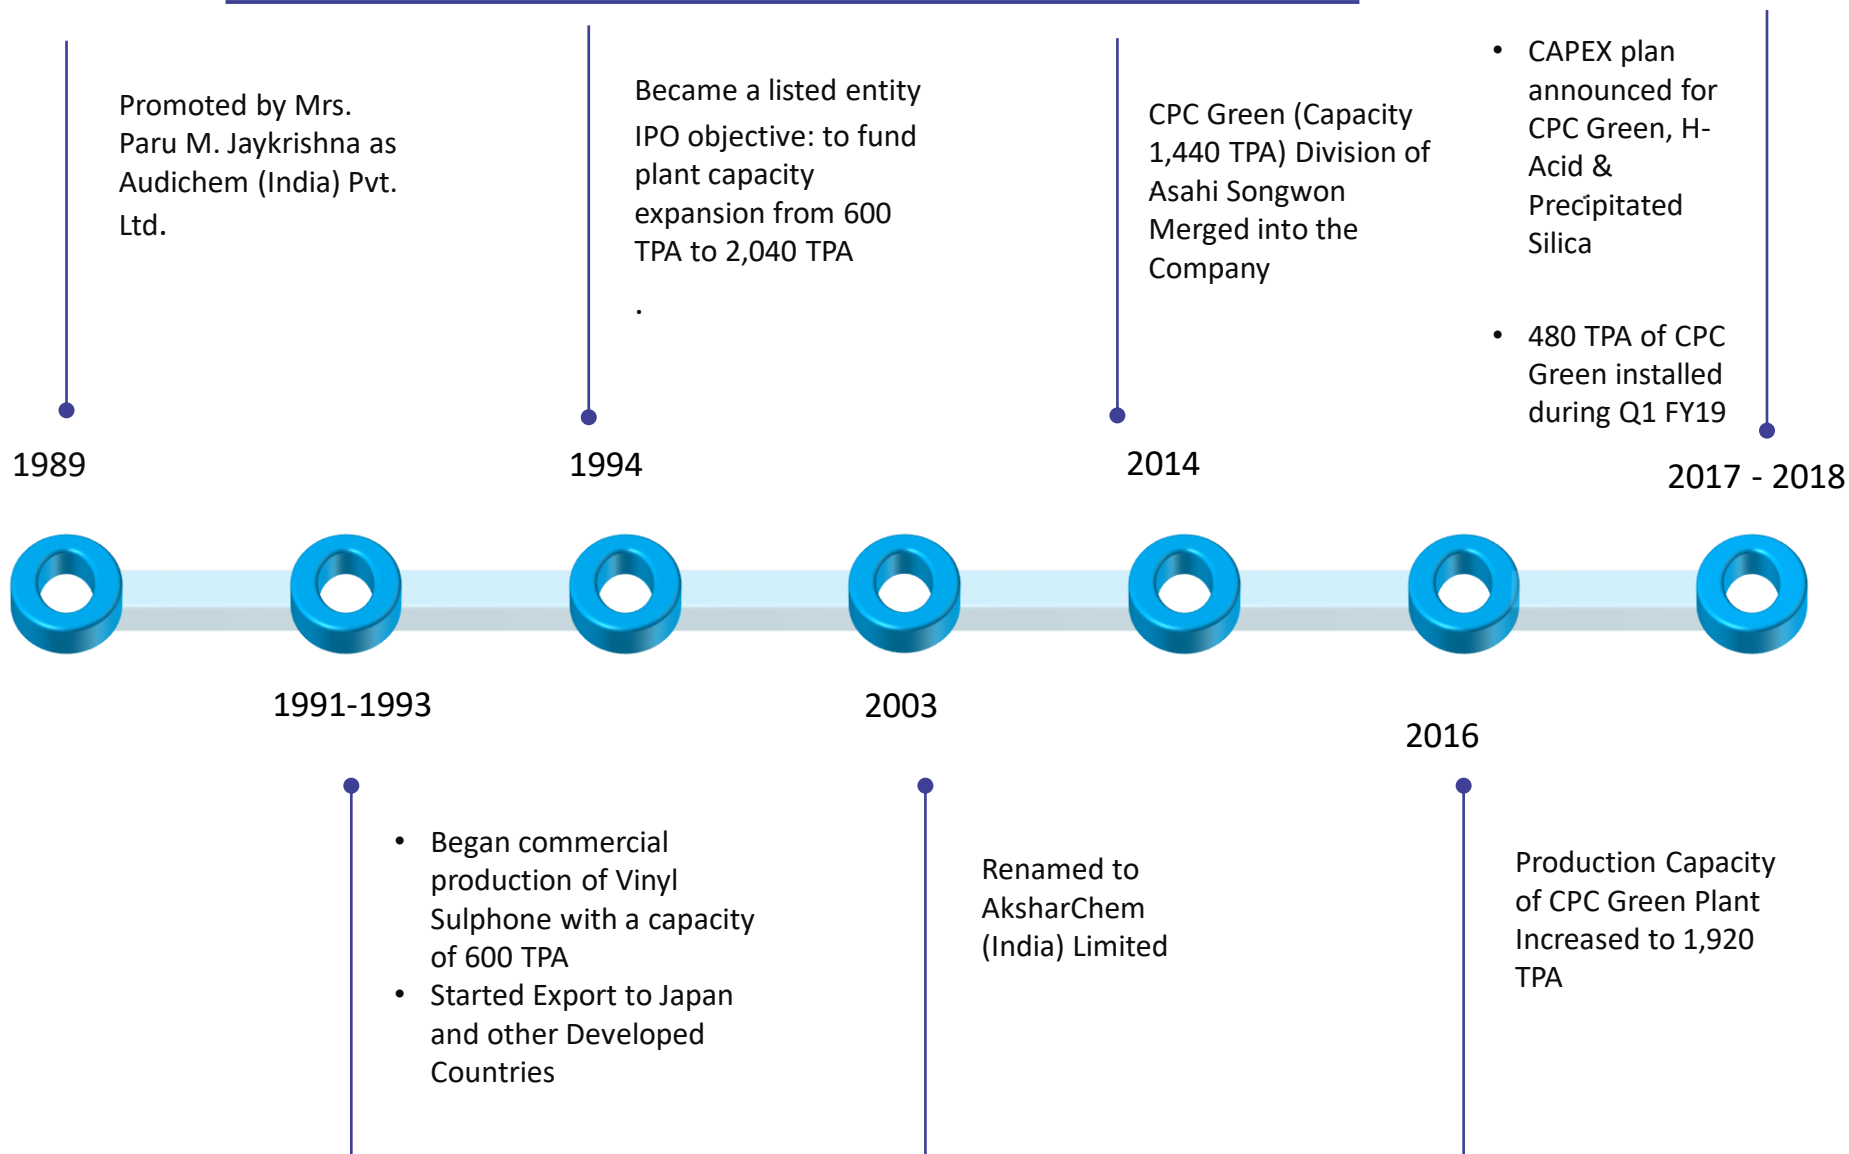 Promoted by Mrs.
Paru M. Jaykrishna as
Audichem (India) Pvt.
Ltd.
1989
Became a listed entity
IPO objective: to fund
plant capacity
expansion from 600
TPA to 2,040 TPA
.
1994
CPC Green (Capacity
1,440 TPA) Division of
Asahi Songwon
Merged into the
Company
2014
• CAPEX plan
announced for
CPC Green, H-
Acid &
Precipitated
Silica
• 480 TPA of CPC
Green installed
during Q1 FY19
2017 - 2018
1991-1993
• Began commercial
production of Vinyl
Sulphone with a capacity
of 600 TPA
• Started Export to Japan
and other Developed
Countries
2003
Renamed to
AksharChem
(India) Limited
2016
Production Capacity
of CPC Green Plant
Increased to 1,920
TPA